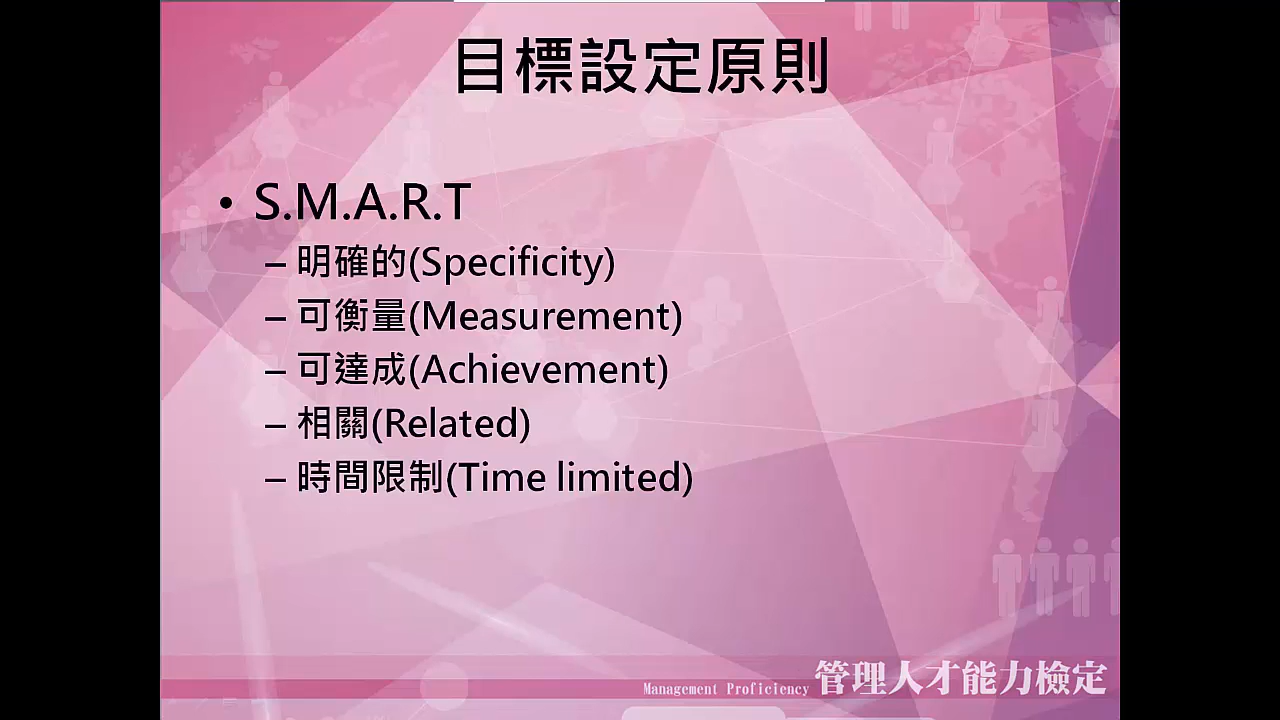 目標設定原則
• S.M.A.R.T
– 明確的(Specificity)
– 可衡量(Measurement)
– 可達成(Achievement)
– 相關(Related)
– 時間限制(Time limited)
Management Proficiency 管理人才能力檢定